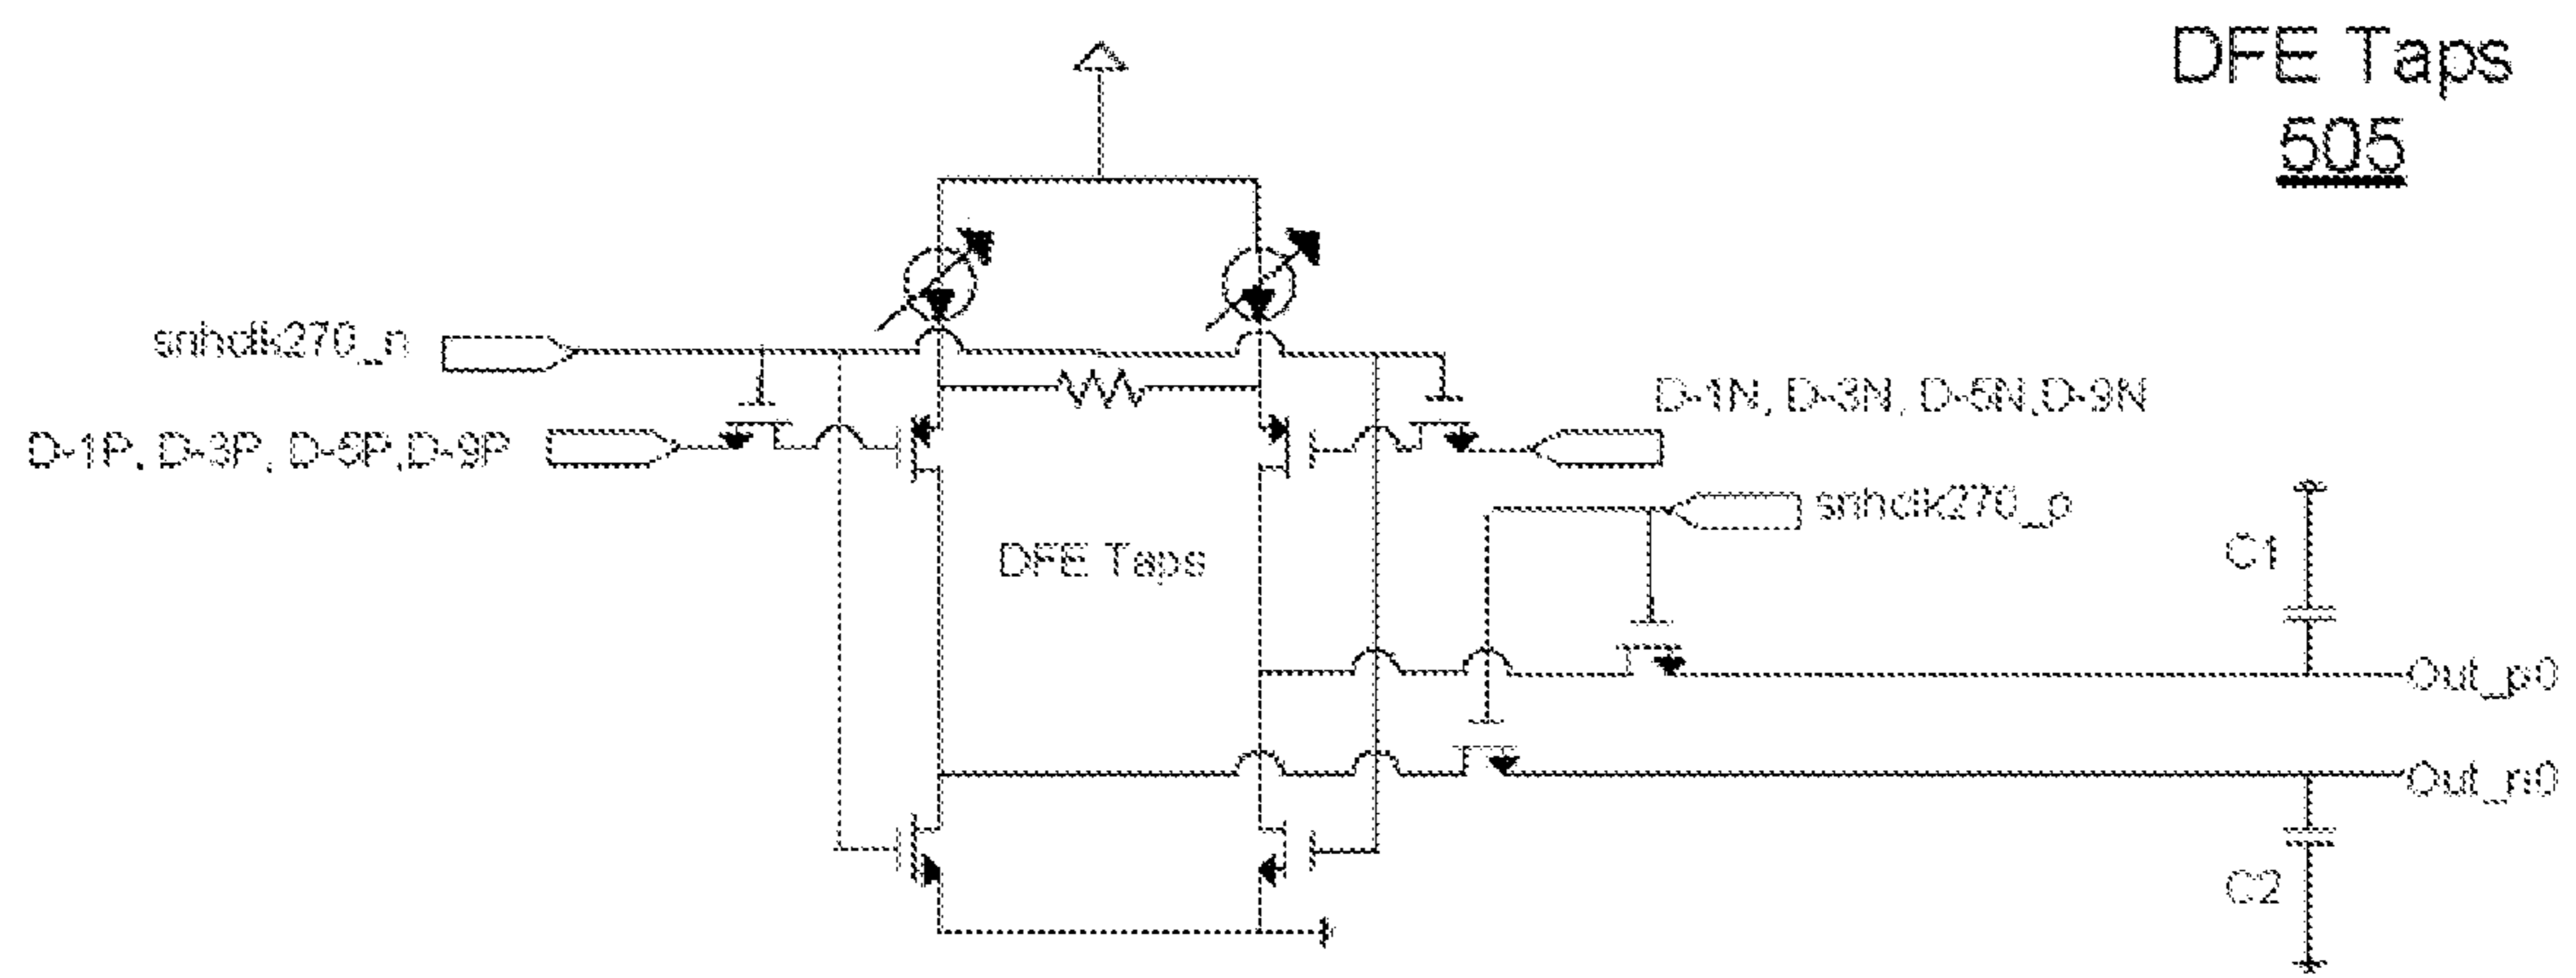 DFE Taps
505
snhclk270_n
D-1N, D-3N, D-5N,D-9N
D-1P, D-3P, D-5P,D-9P
snhclk270_p
DFE Taps
C1
Out_p0
Out_n0
C2